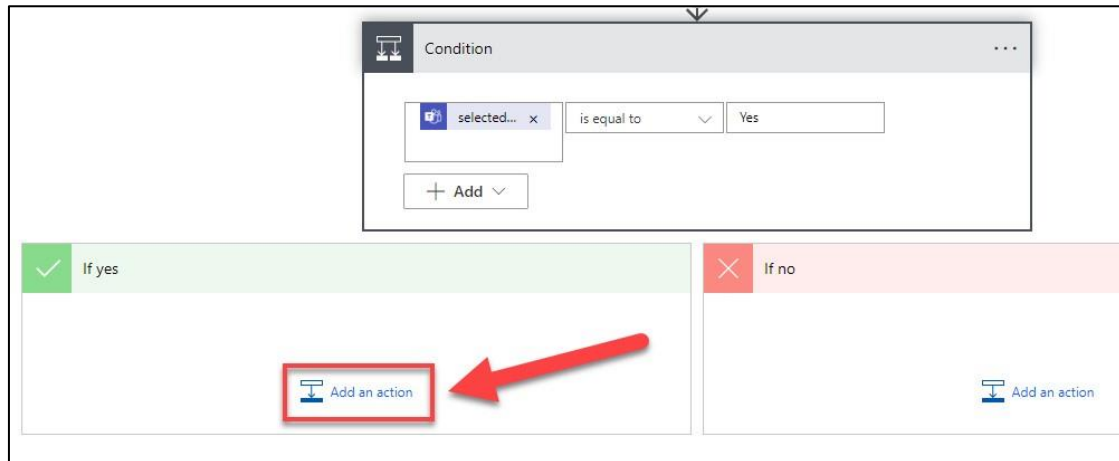 Condition
...
selected... x
is equal to
Yes
+ Add
If yes
If no
Add an action
Add an action